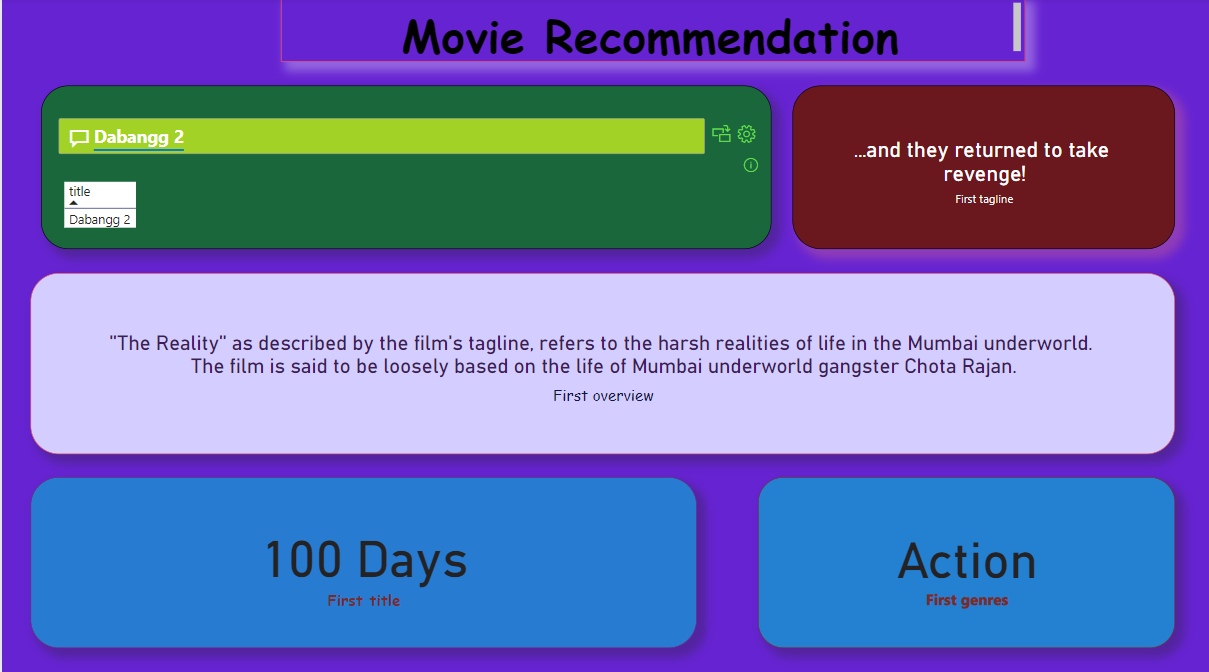 Movie Recommendation
Dabangg 2
title
Dabangg 2
...and they returned to take
revenge!
First tagline
"The Reality" as described by the film's tagline, refers to the harsh realities of life in the Mumbai underworld.
The film is said to be loosely based on the life of Mumbai underworld gangster Chota Rajan.
First overview
100 Days
First title
Action
First genres